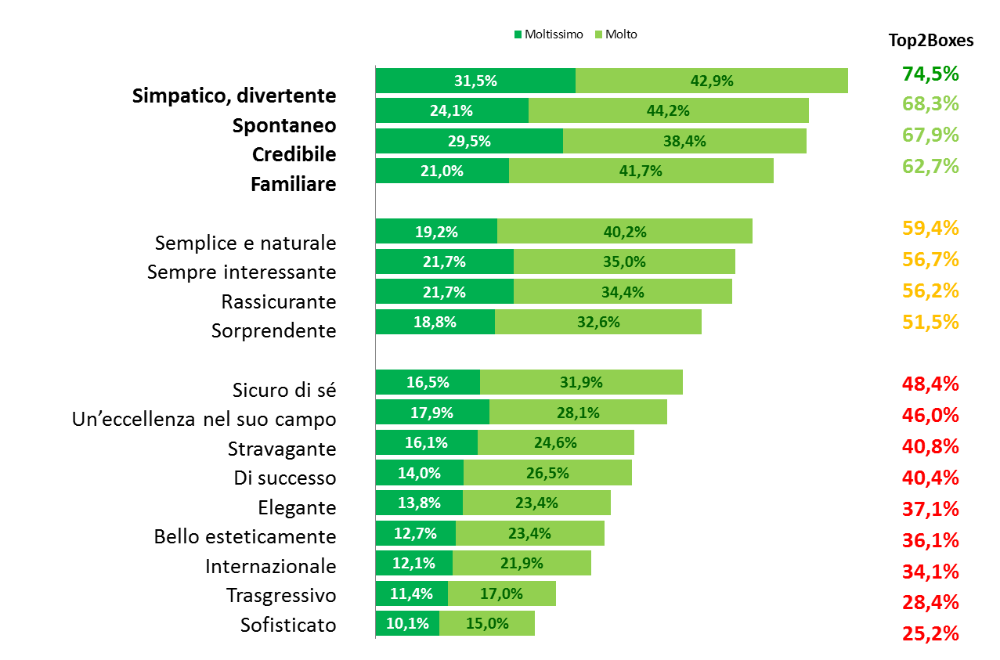 Moltissimo Molto
Top2Boxes
Simpatico, divertente 31,5% 42,9% 74,5%
Spontaneo 24,1% 44,2% 68,3%
Credibile 29,5% 38,4% 67,9%
Familiare 21,0% 41,7% 62,7%
Semplice e naturale 19,2% 40,2% 59,4%
Sempre interessante 21,7% 35,0% 56,7%
Rassicurante 21,7% 34,4% 56,2%
Sorprendente 18,8% 32,6% 51,5%
Sicuro di sé 16,5% 31,9% 48,4%
Un’eccellenza nel suo campo 17,9% 28,1% 46,0%
Stravagante 16,1% 24,6% 40,8%
Di successo 14,0% 26,5% 40,4%
Elegante 13,8% 23,4% 37,1%
Bello esteticamente 12,7% 23,4% 36,1%
Internazionale 12,1% 21,9% 34,1%
Trasgressivo 11,4% 17,0% 28,4%
Sofisticato 10,1% 15,0% 25,2%